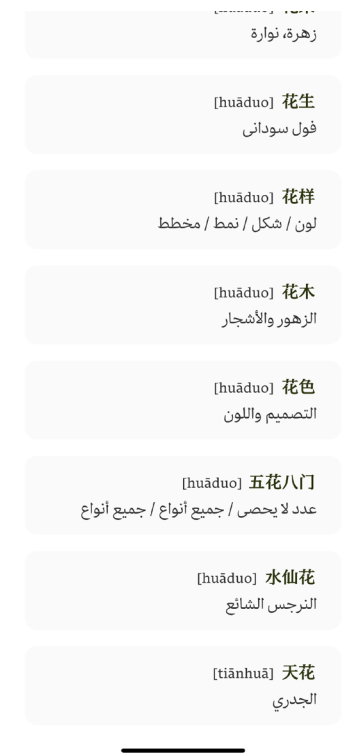 زهرة، نوارة
花生 [huāduo]
فول سودانى
花样 [huāduo]
لون / شكل / نمط / مخطط
花木 [huāduo]
الزهور والأشجار
花色 [huāduo]
التصميم واللون
五花八门 [huāduo]
عدد لا يحصى / جميع أنواع / جميع أنواع
水仙花 [huāduo]
النرجس الشائع
天花 [tiānhuā]
الجدري